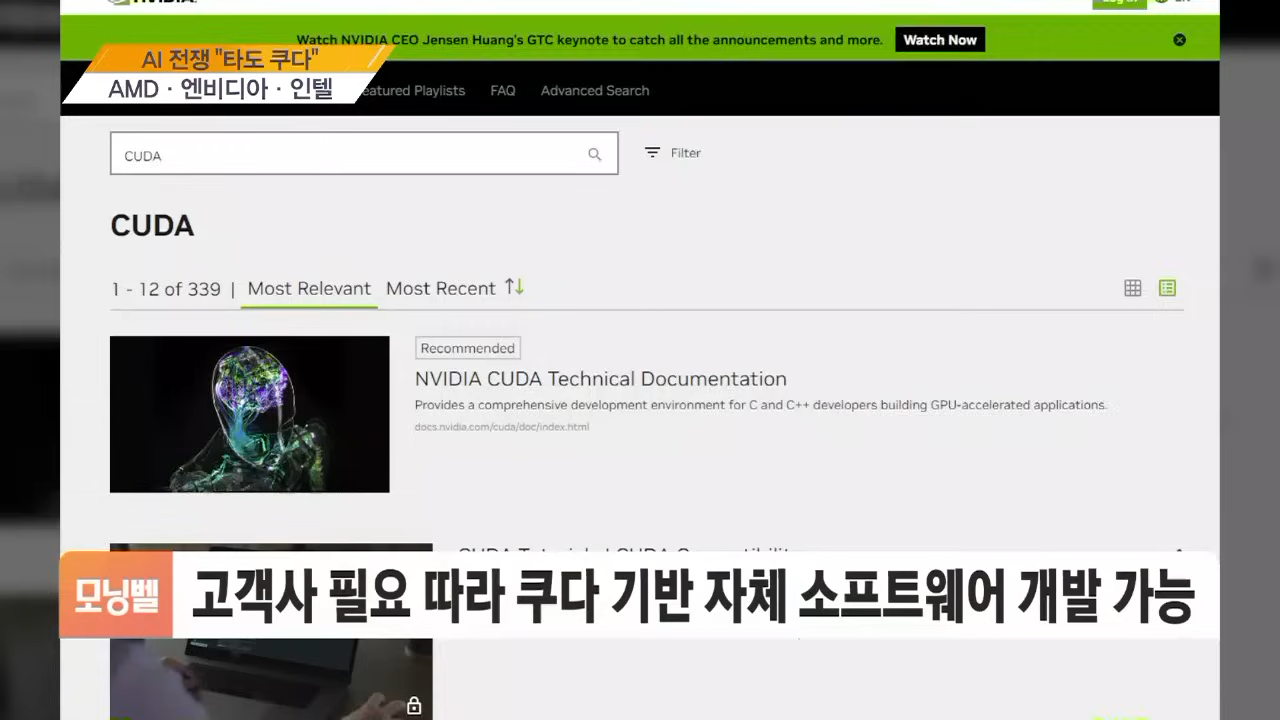 Watch NVIDIA CEO Jensen Huang's GTC keynote to catch all the announcements and more. Watch Now
AI 전쟁 "타도 쿠다"
AMD · 엔비디아 · 인텔
eatured Playlists FAQ Advanced Search
CUDA
Filter
CUDA
1 - 12 of 339 | Most Relevant Most Recent
Recommended
NVIDIA CUDA Technical Documentation
Provides a comprehensive development environment for C and C++ developers building GPU-accelerated applications.
docs.nvidia.com/cuda/doc/index.html
모닝벨
고객사 필요 따라 쿠다 기반 자체 소프트웨어 개발 가능